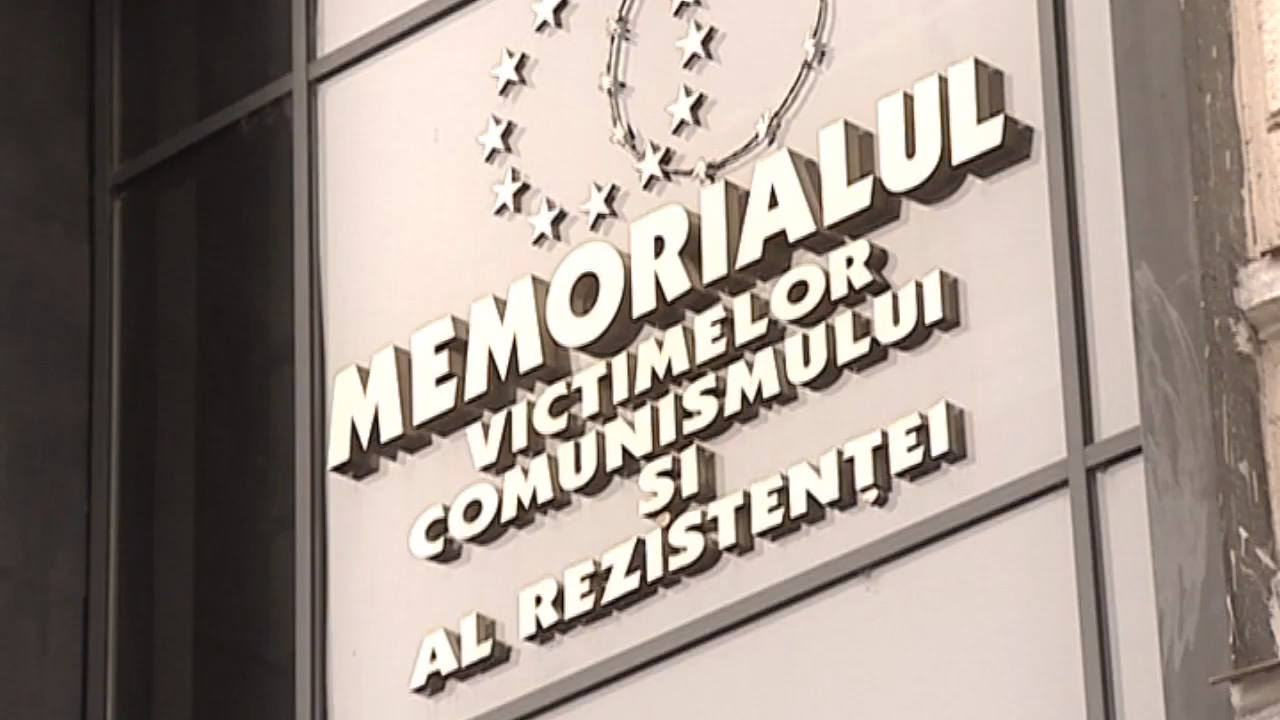 MEMORIALUL
VICTIMELOR
COMUNISMULUI
ȘI
AL REZISTENȚEI